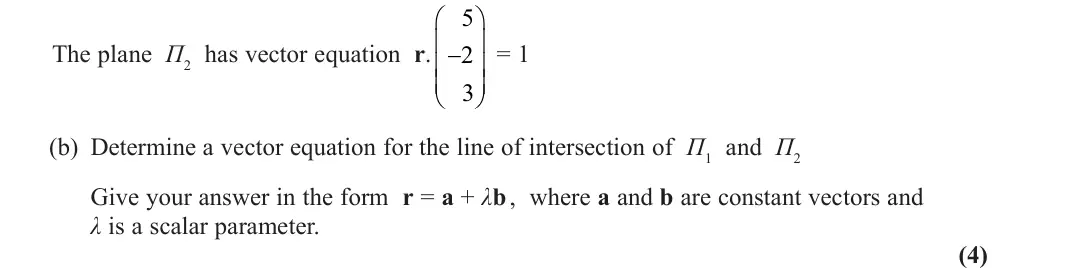 The plane Π₂ has vector equation r.(5 –2 3) = 1
(b) Determine a vector equation for the line of intersection of Π₁ and Π₂
Give your answer in the form r = a + λb, where a and b are constant vectors and
λ is a scalar parameter.
(4)